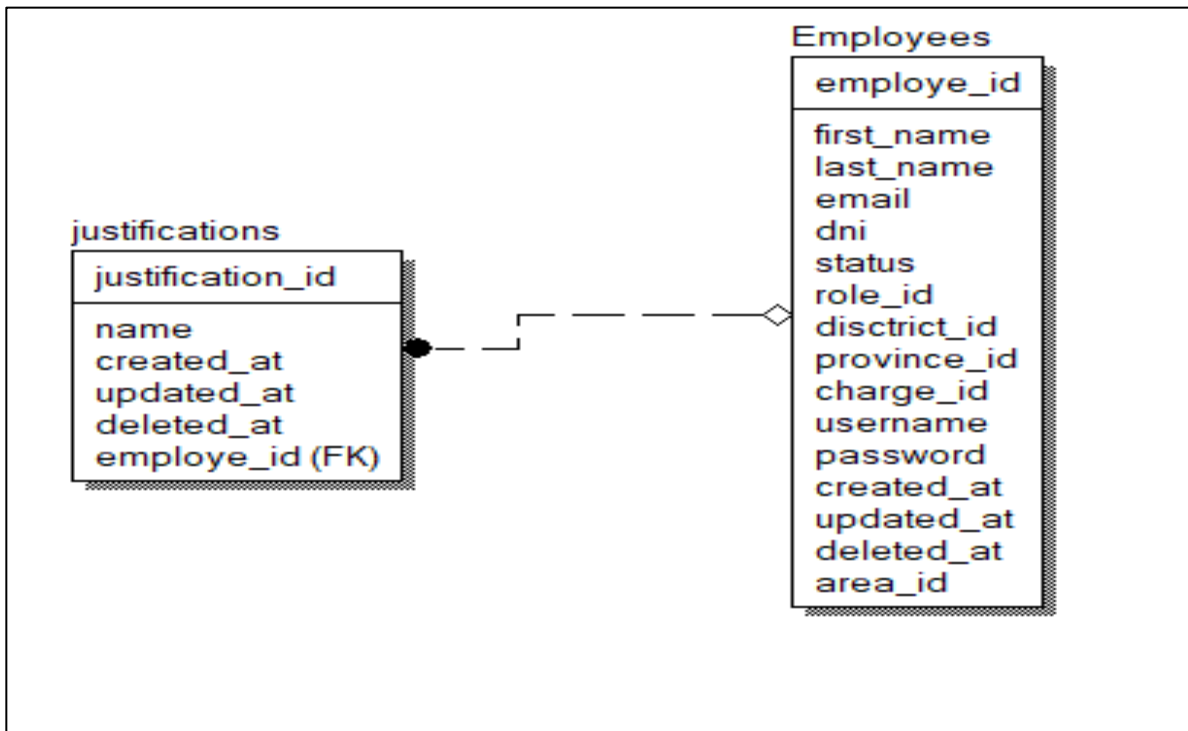 Employees
employe_id
first_name
last_name
email
dni
status
role_id
disctrict_id
province_id
charge_id
username
password
created_at
updated_at
deleted_at
area_id
justifications
justification_id
name
created_at
updated_at
deleted_at
employe_id (FK)